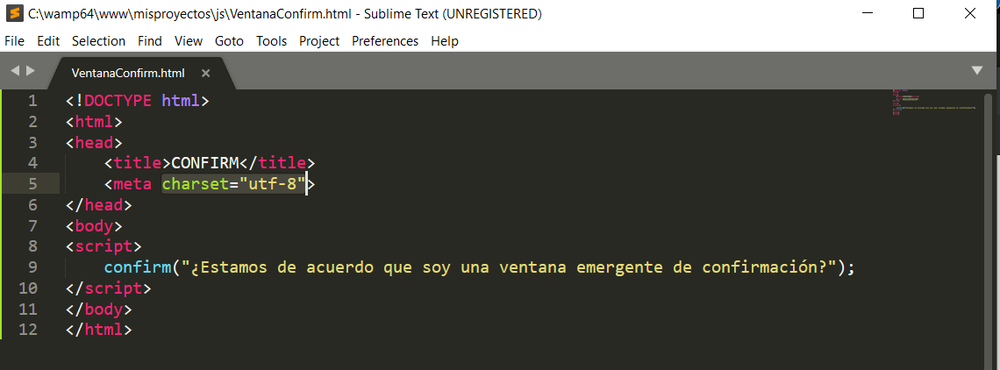 C:\wamp64\www\misproyectos\js\VentanaConfirm.html - Sublime Text (UNREGISTERED)
File Edit Selection Find View Goto Tools Project Preferences Help
VentanaConfirm.html ×
1 <!DOCTYPE html>
2 <html>
3 <head>
4 <title>CONFIRM</title>
5 <meta charset="utf-8">
6 </head>
7 <body>
8 <script>
9 confirm("¿Estamos de acuerdo que soy una ventana emergente de confirmación?");
10 </script>
11 </body>
12 </html>